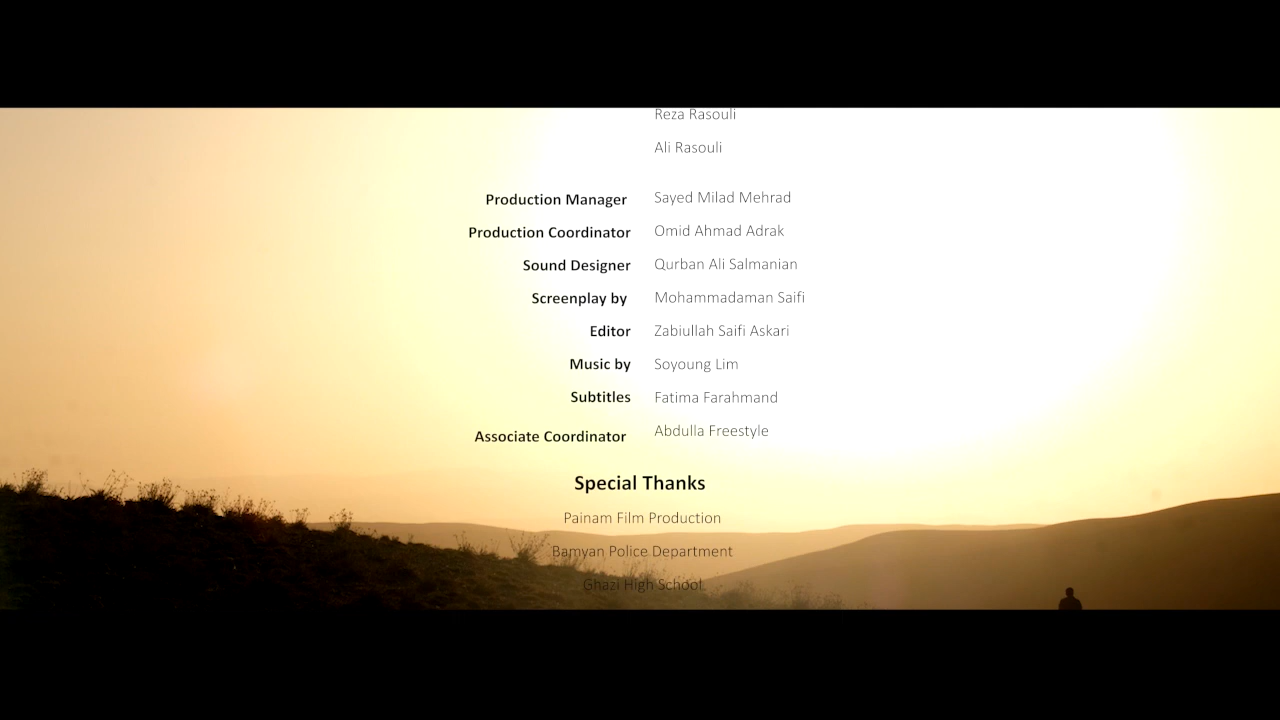 Reza Rasouli
Ali Rasouli
Production Manager Sayed Milad Mehrad
Production Coordinator Omid Ahmad Adrak
Sound Designer Qurban Ali Salmanian
Screenplay by Mohammadaman Saifi
Editor Zabiullah Saifi Askari
Music by Soyoung Lim
Subtitles Fatima Farahmand
Associate Coordinator Abdulla Freestyle
Special Thanks
Painam Film Production
Bamyan Police Department
Ghazi High School